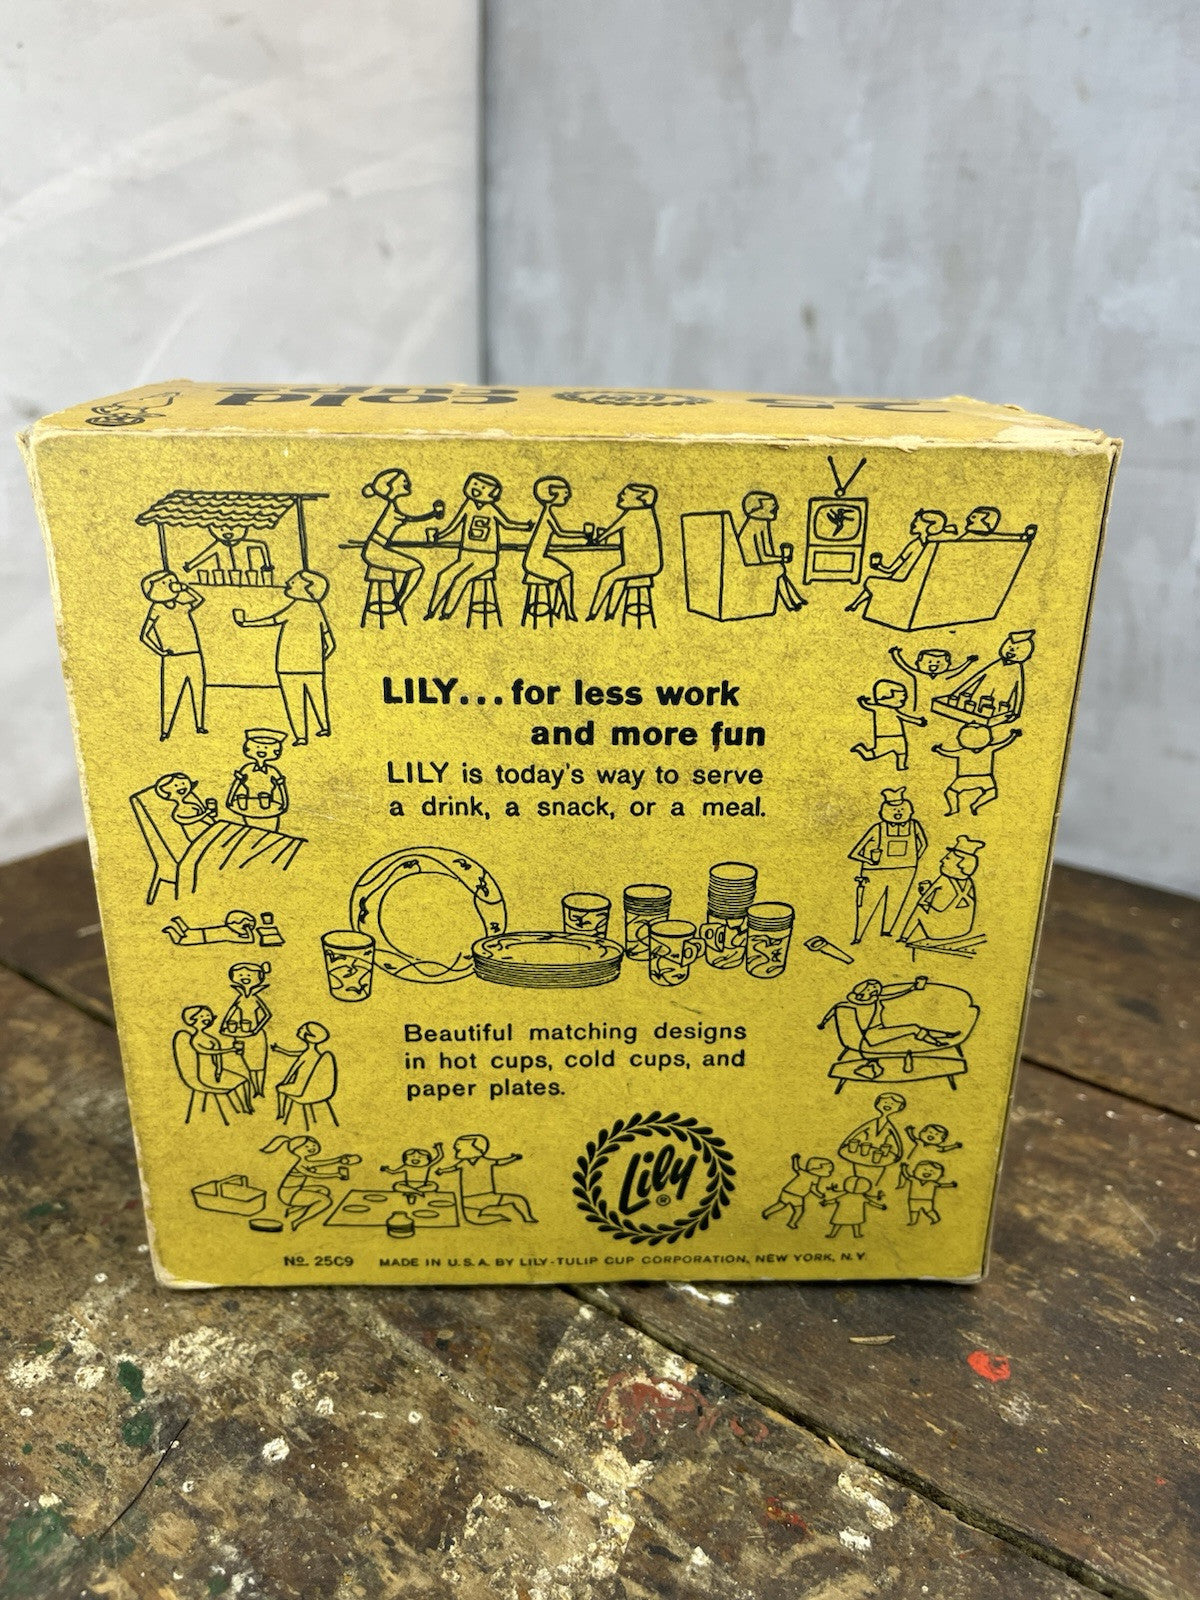 25 Lily cold cups
LILY... for less work
and more fun
LILY is today's way to serve
a drink, a snack, or a meal.
Beautiful matching designs
in hot cups, cold cups, and
paper plates.
Lily ®
No. 25C9 MADE IN U.S.A. BY LILY-TULIP CUP CORPORATION, NEW YORK, N.Y.